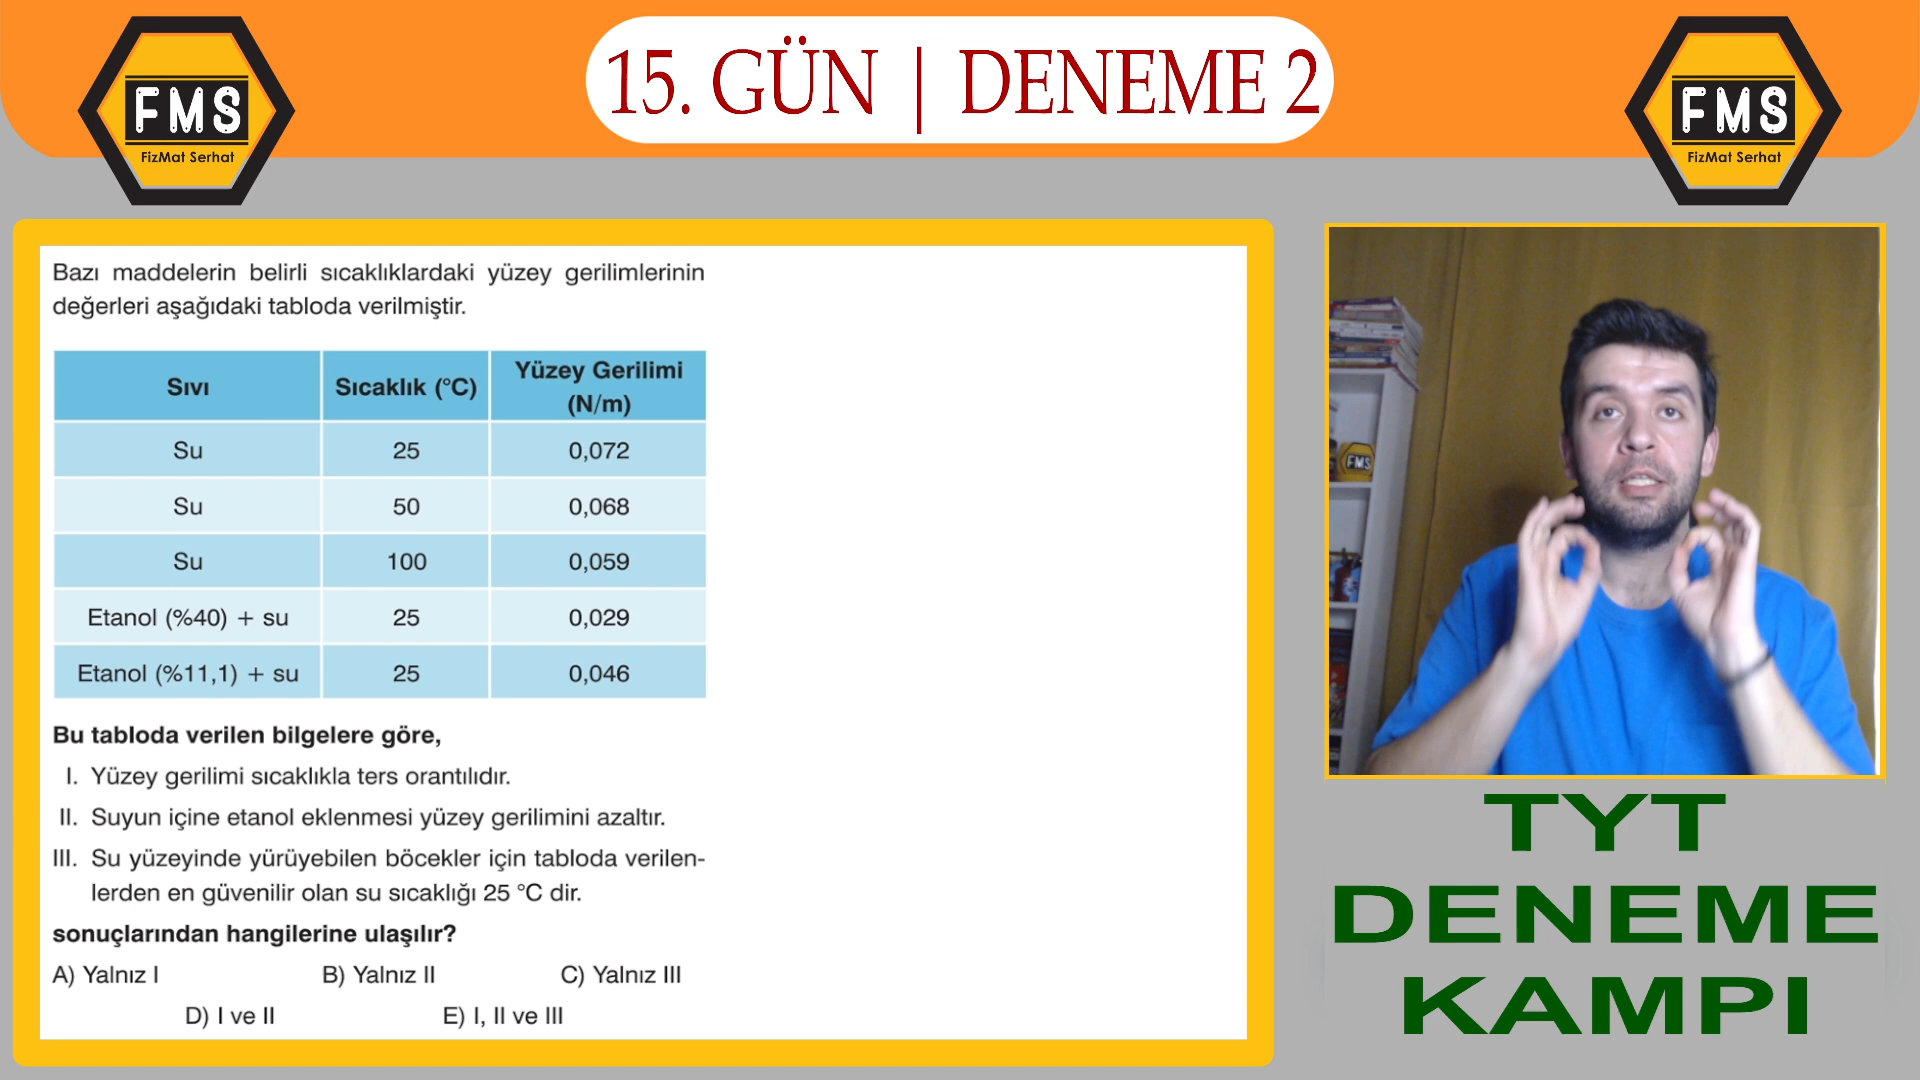 15. GÜN | DENEME 2
FMS
FizMat Serhat
FMS
FizMat Serhat
Bazı maddelerin belirli sıcaklıklardaki yüzey gerilimlerinin
değerleri aşağıdaki tabloda verilmiştir.
Sıvı Sıcaklık (°C) Yüzey Gerilimi (N/m)
Su 25 0,072
Su 50 0,068
Su 100 0,059
Etanol (%40) + su 25 0,029
Etanol (%11,1) + su 25 0,046
Bu tabloda verilen bilgelere göre,
I. Yüzey gerilimi sıcaklıkla ters orantılıdır.
II. Suyun içine etanol eklenmesi yüzey gerilimini azaltır.
III. Su yüzeyinde yürüyebilen böcekler için tabloda verilen-
lerden en güvenilir olan su sıcaklığı 25 °C dir.
sonuçlarından hangilerine ulaşılır?
A) Yalnız I B) Yalnız II C) Yalnız III
D) I ve II E) I, II ve III
FMS
TYT
DENEME
KAMPI